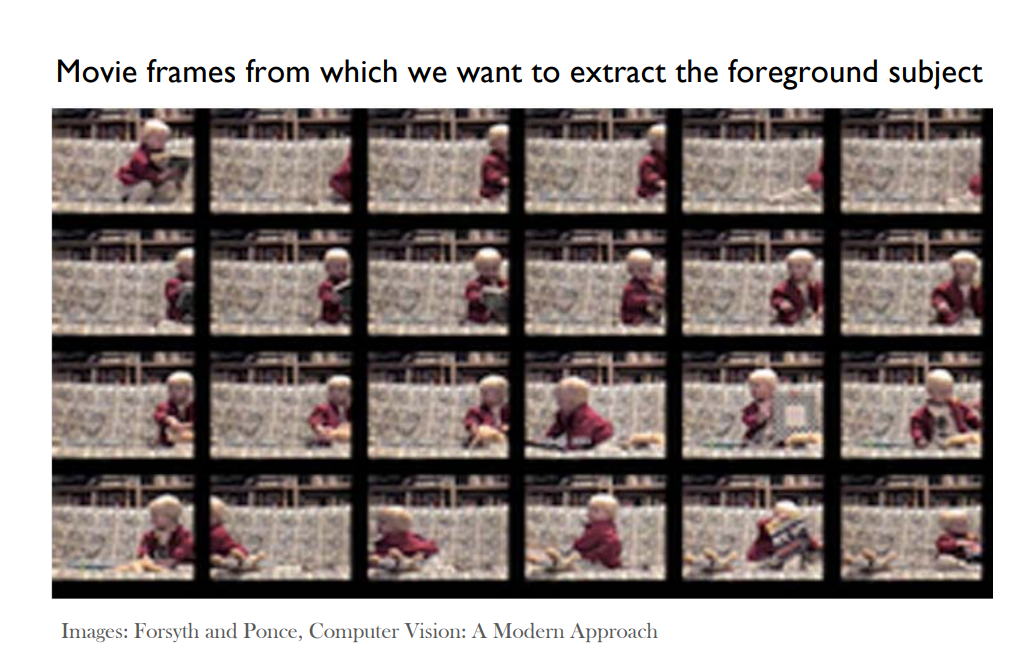 Movie frames from which we want to extract the foreground subject
Images: Forsyth and Ponce, Computer Vision: A Modern Approach